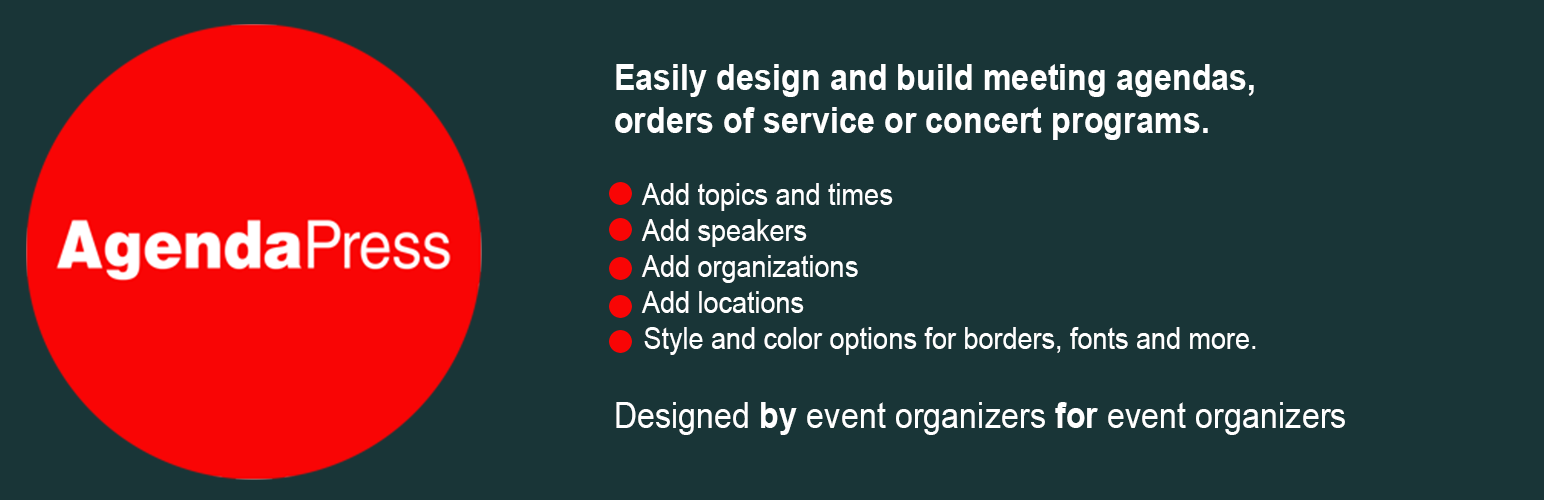 AgendaPress
Easily design and build meeting agendas,
orders of service or concert programs.
Add topics and times
Add speakers
Add organizations
Add locations
Style and color options for borders, fonts and more.
Designed by event organizers for event organizers